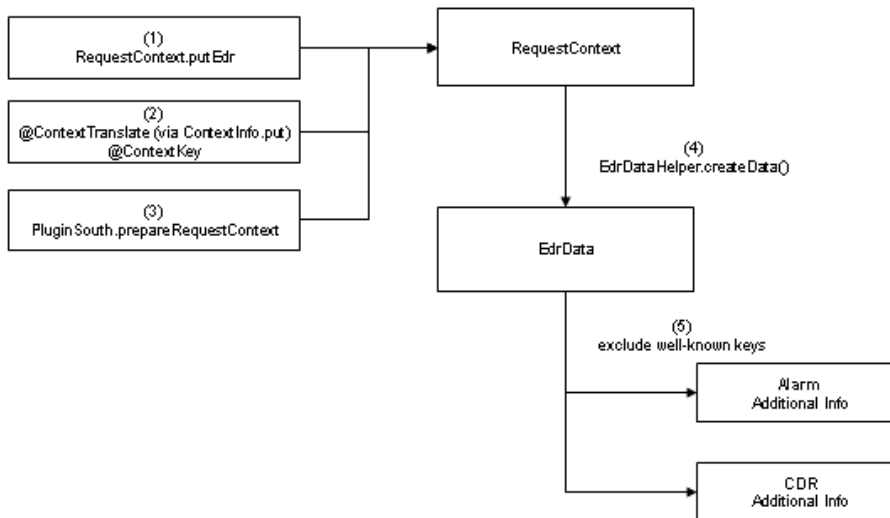 (1)
RequestContext.putEdr
RequestContext
(2)
@ContextTranslate (via ContextInfo.put)
@ContextKey
(4)
EdrDataHelper.createData()
(3)
PluginSouth.prepareRequestContext
EdrData
(5)
exclude well-known keys
Alarm
Additional Info
CDR
Additional Info